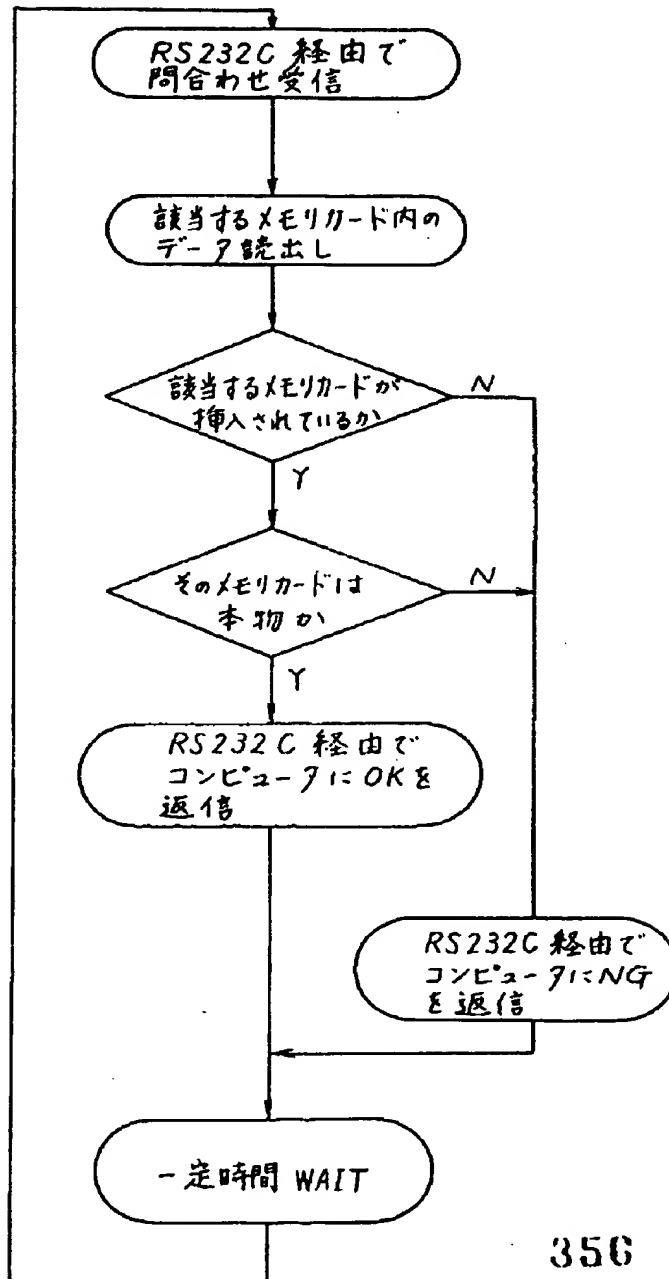 RS232C 経由で
問合わせ受信
該当するメモリカード内の
データ読出し
該当するメモリカードが
挿入されているか
N
Y
そのメモリカードは
本物か
N
Y
RS232C 経由で
コンピュータにOKを
返信
RS232C 経由で
コンピュータにNG
を返信
一定時間 WAIT
356